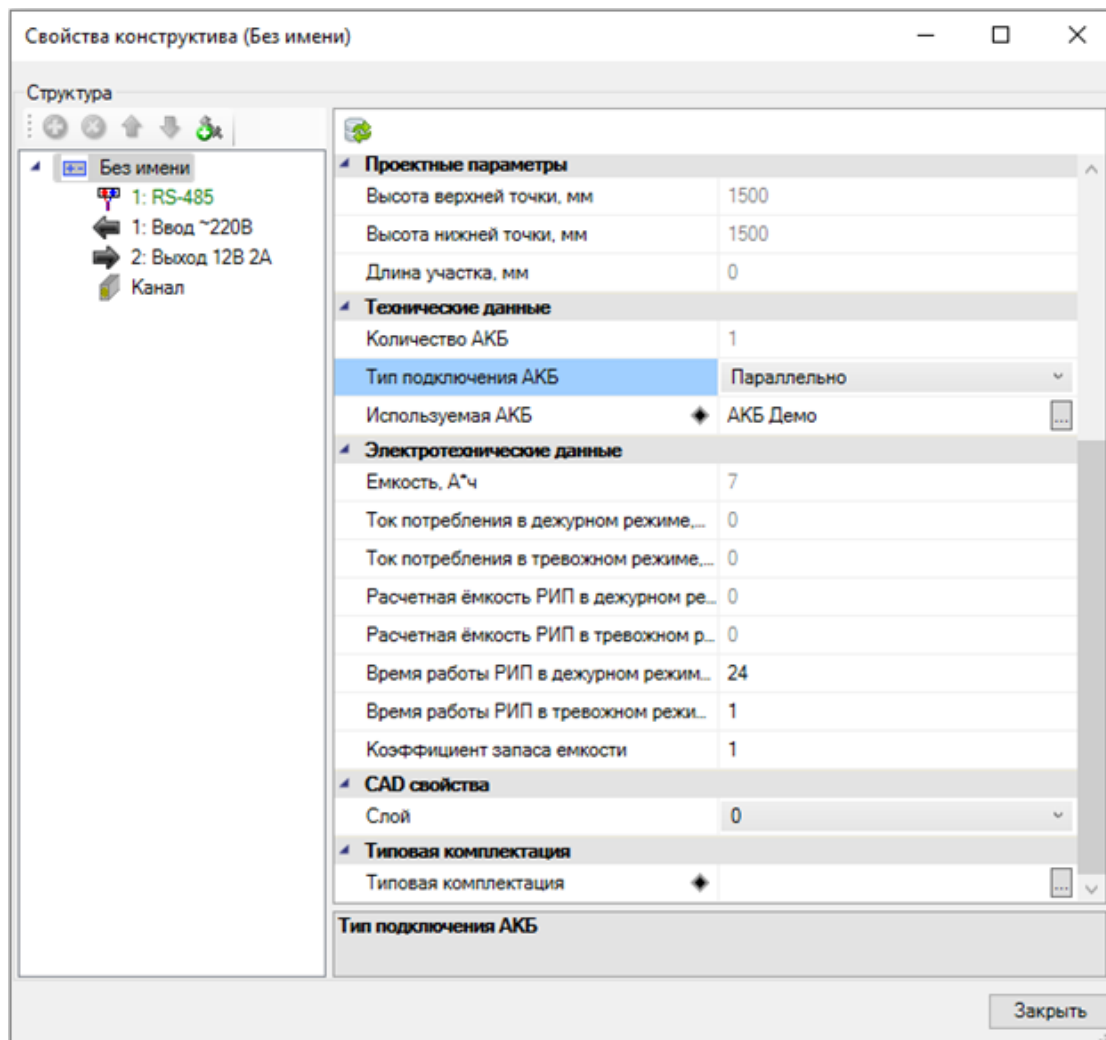 Свойства конструктива (Без имени)
Структура
Без имени
1: RS-485
1: Ввод ~220В
2: Выход 12В 2А
Канал
Проектные параметры
Высота верхней точки, мм 1500
Высота нижней точки, мм 1500
Длина участка, мм 0
Технические данные
Количество АКБ 1
Тип подключения АКБ Параллельно
Используемая АКБ АКБ Демо ...
Электротехнические данные
Емкость, А*ч 7
Ток потребления в дежурном режиме,... 0
Ток потребления в тревожном режиме,... 0
Расчетная ёмкость РИП в дежурном ре... 0
Расчетная ёмкость РИП в тревожном р... 0
Время работы РИП в дежурном режим... 24
Время работы РИП в тревожном режи... 1
Коэффициент запаса емкости 1
CAD свойства
Слой 0
Типовая комплектация
Типовая комплектация ...
Тип подключения АКБ
Закрыть